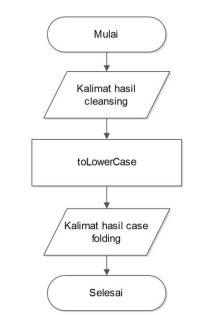 Mulai
Kalimat hasil
cleansing
toLowerCase
Kalimat hasil case
folding
Selesai